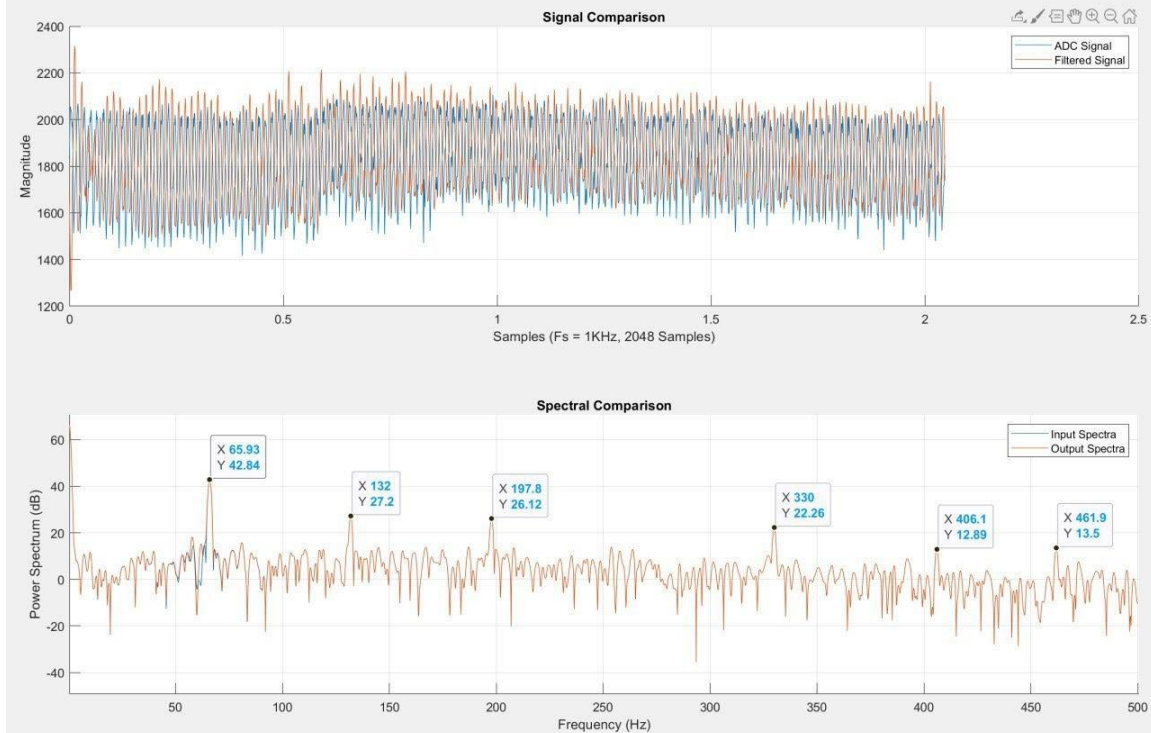 Signal Comparison
2400
2200
2000
1800
1600
1400
1200
Magnitude
ADC Signal
Filtered Signal
0 0.5 1 1.5 2 2.5
Samples (Fs = 1KHz, 2048 Samples)
Spectral Comparison
60
40
20
0
-20
-40
Power Spectrum (dB)
Input Spectra
Output Spectra
X 65.93
Y 42.84
X 132
Y 27.2
X 197.8
Y 26.12
X 330
Y 22.26
X 406.1
Y 12.89
X 461.9
Y 13.5
50 100 150 200 250 300 350 400 450 500
Frequency (Hz)